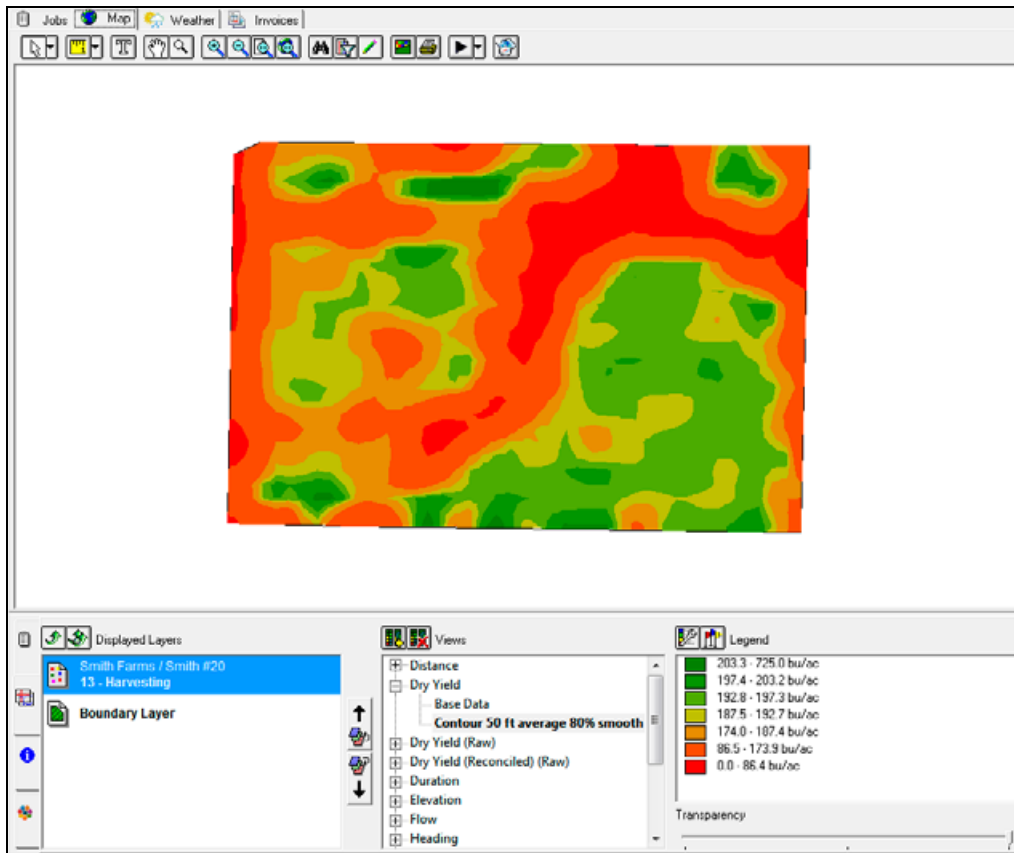 Jobs Map Weather Invoices
Displayed Layers
Smith Farms / Smith #20
13 - Harvesting
Boundary Layer
Views
Distance
Dry Yield
Base Data
Contour 50 ft average 80% smooth
Dry Yield (Raw)
Dry Yield (Reconciled) (Raw)
Duration
Elevation
Flow
Heading
Legend
203.3 - 725.0 bu/ac
197.4 - 203.2 bu/ac
192.8 - 197.3 bu/ac
187.5 - 192.7 bu/ac
174.0 - 187.4 bu/ac
86.5 - 173.9 bu/ac
0.0 - 86.4 bu/ac
Transparency